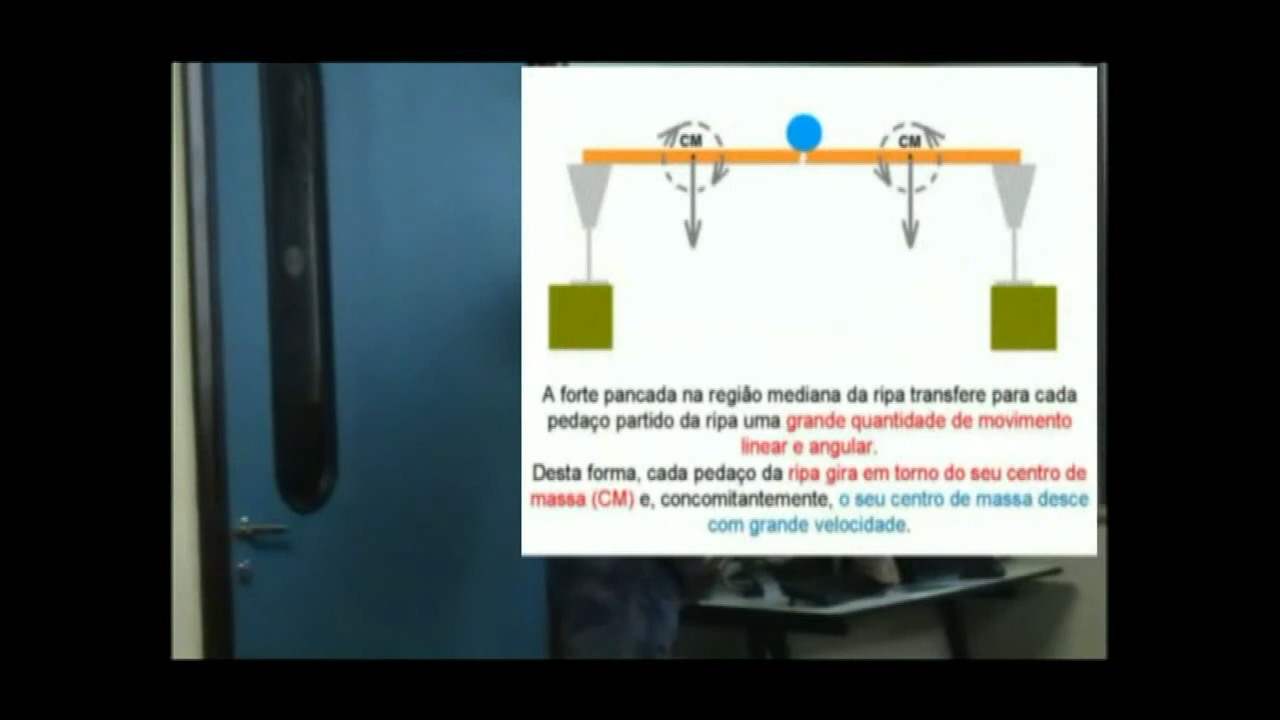 CM CM
A forte pancada na região mediana da ripa transfere para cada
pedaço partido da ripa uma grande quantidade de movimento
linear e angular.
Desta forma, cada pedaço da ripa gira em torno do seu centro de
massa (CM) e, concomitantemente, o seu centro de massa desce
com grande velocidade.